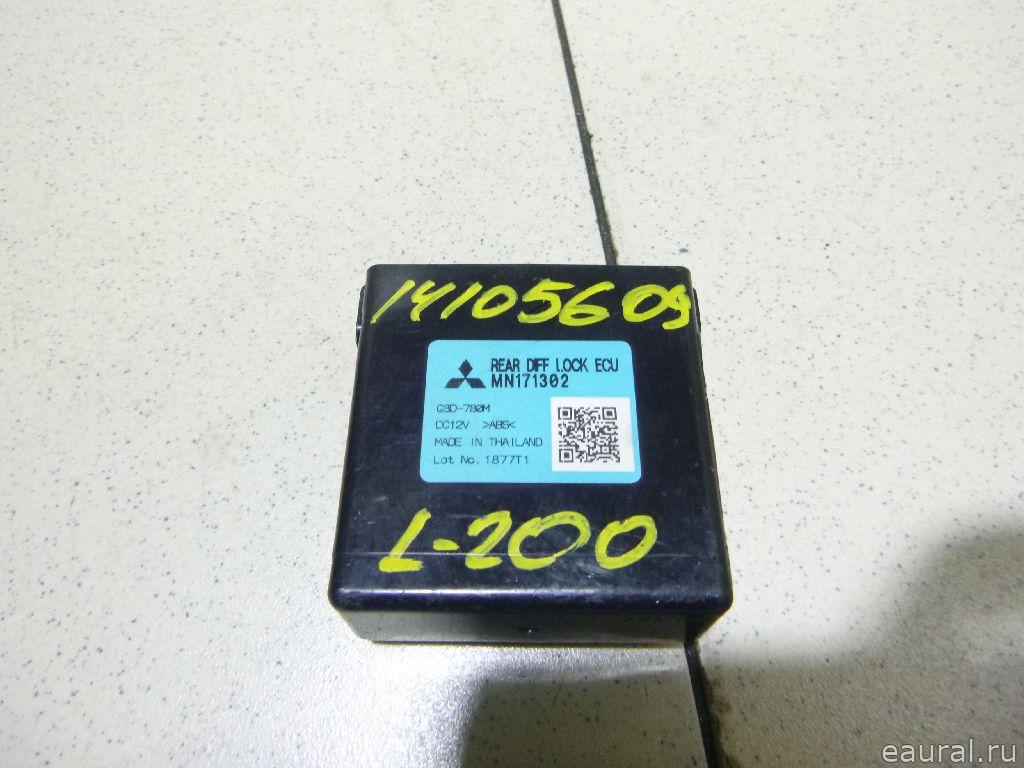 14105609
REAR DIFF LOCK ECU
MN171302
G8D-780M
DC12V >ABS<
MADE IN THAILAND
Lot No. 1877T1
L-200
eaural.ru